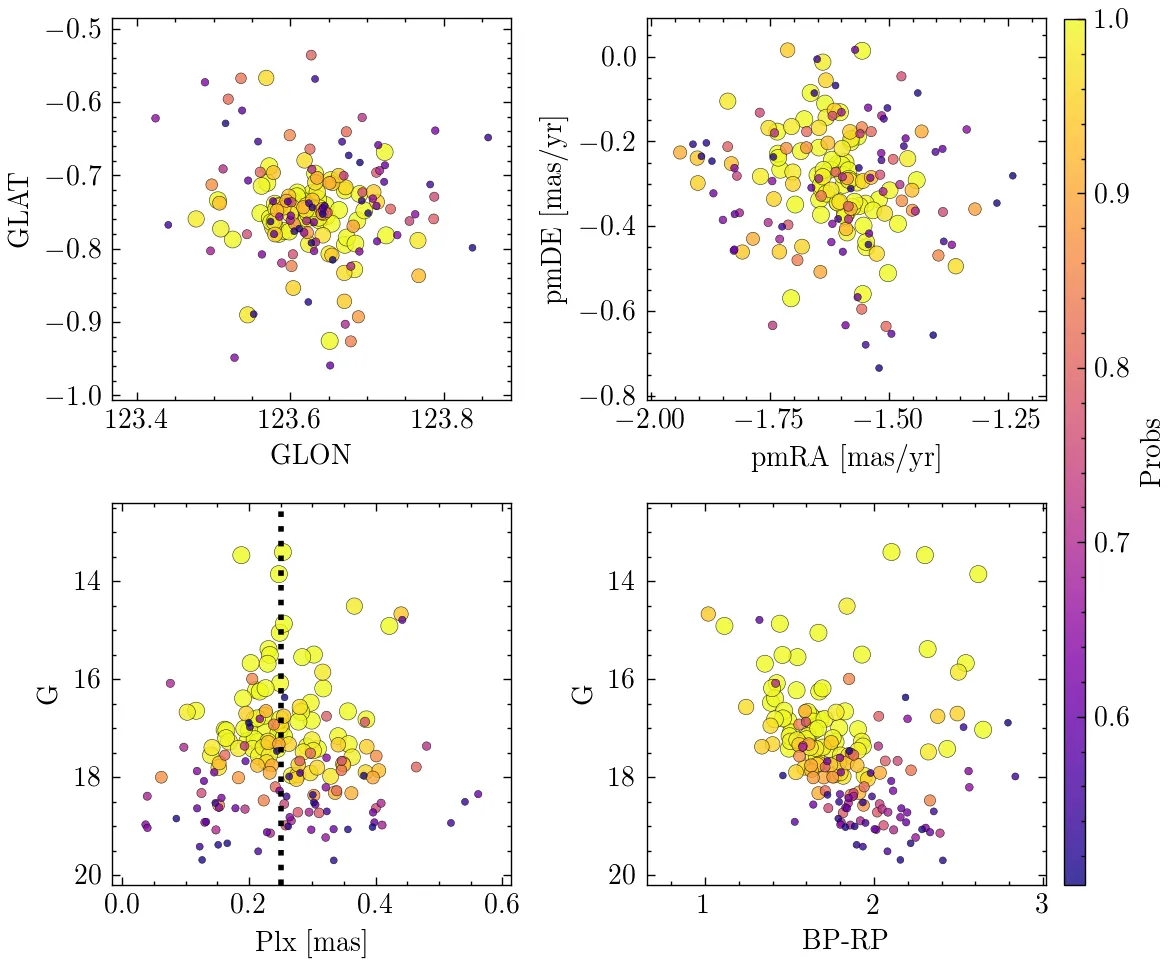 −0.5
−0.6
−0.7
−0.8
−0.9
−1.0
GLAT
123.4 123.6 123.8
GLON
0.0
−0.2
−0.4
−0.6
−0.8
pmDE [mas/yr]
−2.00 −1.75 −1.50 −1.25
pmRA [mas/yr]
14
16
18
20
G
0.0 0.2 0.4 0.6
Plx [mas]
14
16
18
20
G
1 2 3
BP-RP
1.0
0.9
0.8
0.7
0.6
Probs